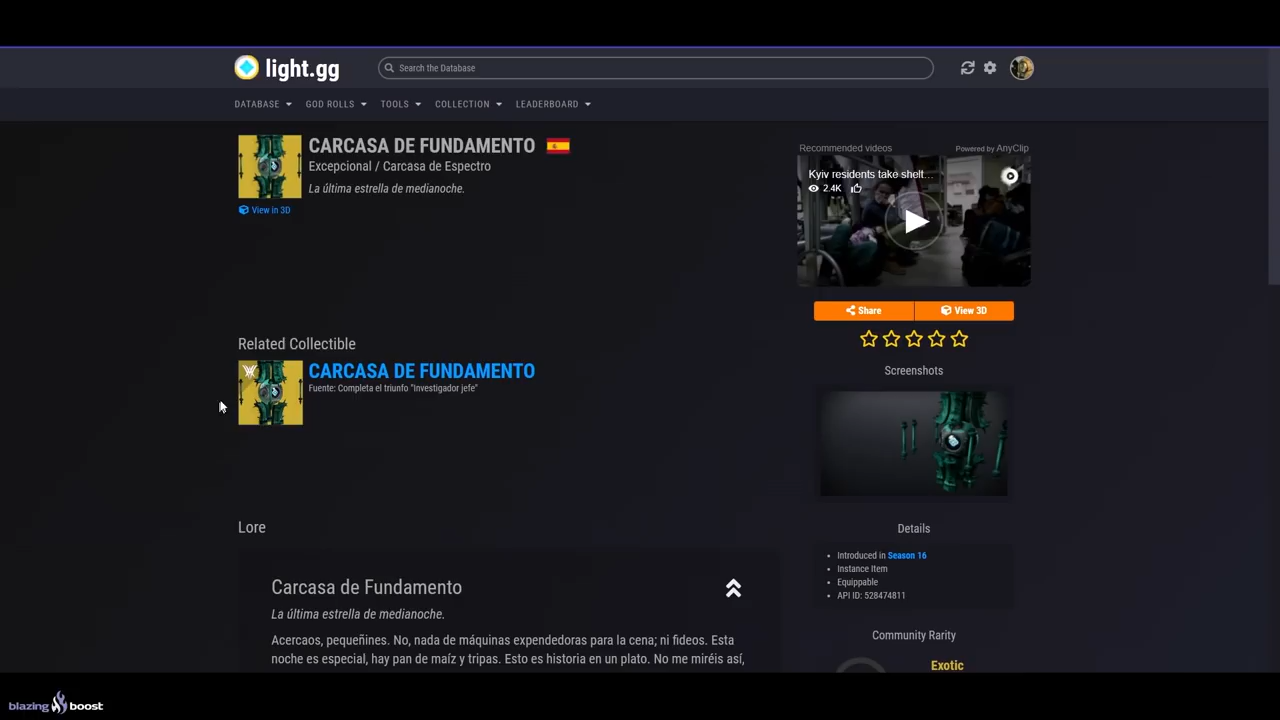 light.gg
Search the Database
DATABASE
GOD ROLLS
TOOLS
COLLECTION
LEADERBOARD
CARCASA DE FUNDAMENTO
Excepcional / Carcasa de Espectro
La última estrella de medianoche.
View in 3D
Related Collectible
CARCASA DE FUNDAMENTO
Fuente: Completa el triunfo "Investigador jefe"
Lore
Carcasa de Fundamento
La última estrella de medianoche.
Acercaos, pequeñines. No, nada de máquinas expendedoras para la cena; ni fideos. Esta
noche es especial, hay pan de maíz y tripas. Esto es historia en un plato. No me miréis así,
Recommended videos
Powered by AnyClip
Kyiv residents take shelt...
2.4K
Share
View 3D
Screenshots
Details
Introduced in Season 16
Instance Item
Equippable
API ID: 528474811
Community Rarity
Exotic
blazing boost